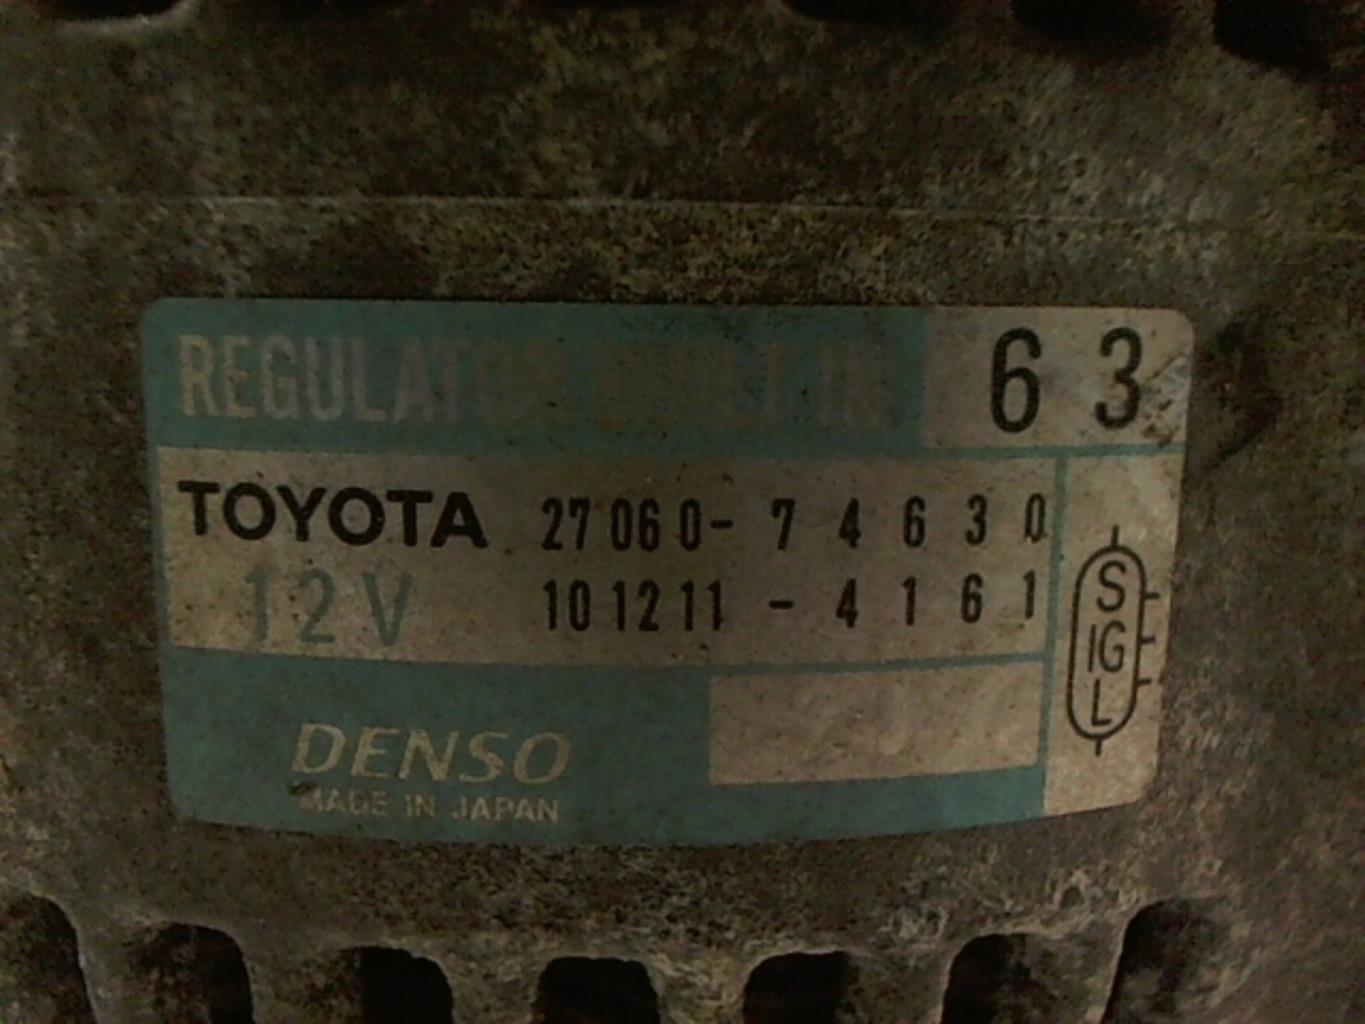 REGULATOR BUILT IN 63
TOYOTA 27060-74630
12V 101211-4161
S
IG
L
DENSO
MADE IN JAPAN